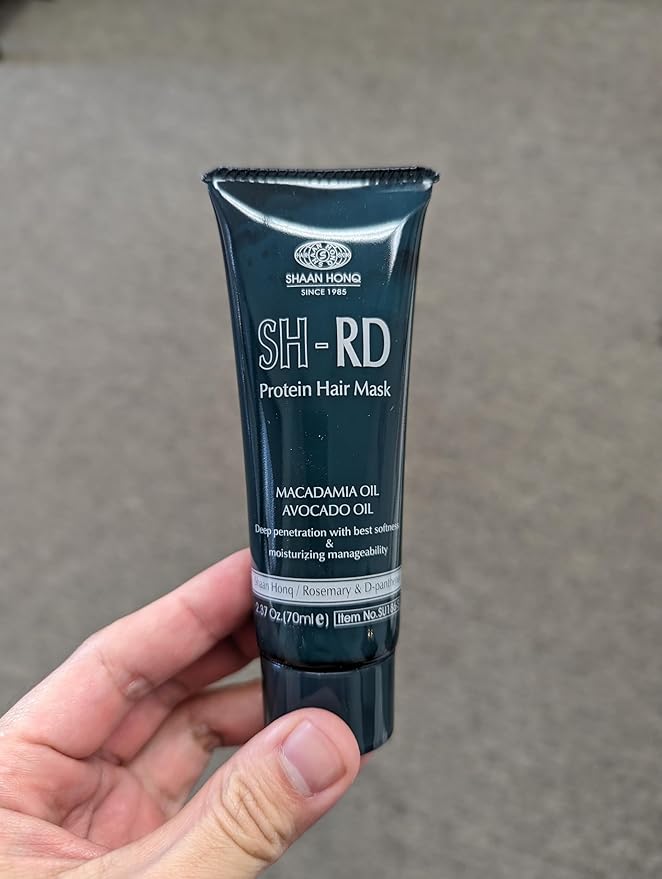 SHAAN HONQ
SINCE 1985
SH-RD
Protein Hair Mask
MACADAMIA OIL
AVOCADO OIL
Deep penetration with best softness
&
moisturizing manageability
Shaan Honq / Rosemary &
2.37 Oz.(70ml e) Item No.